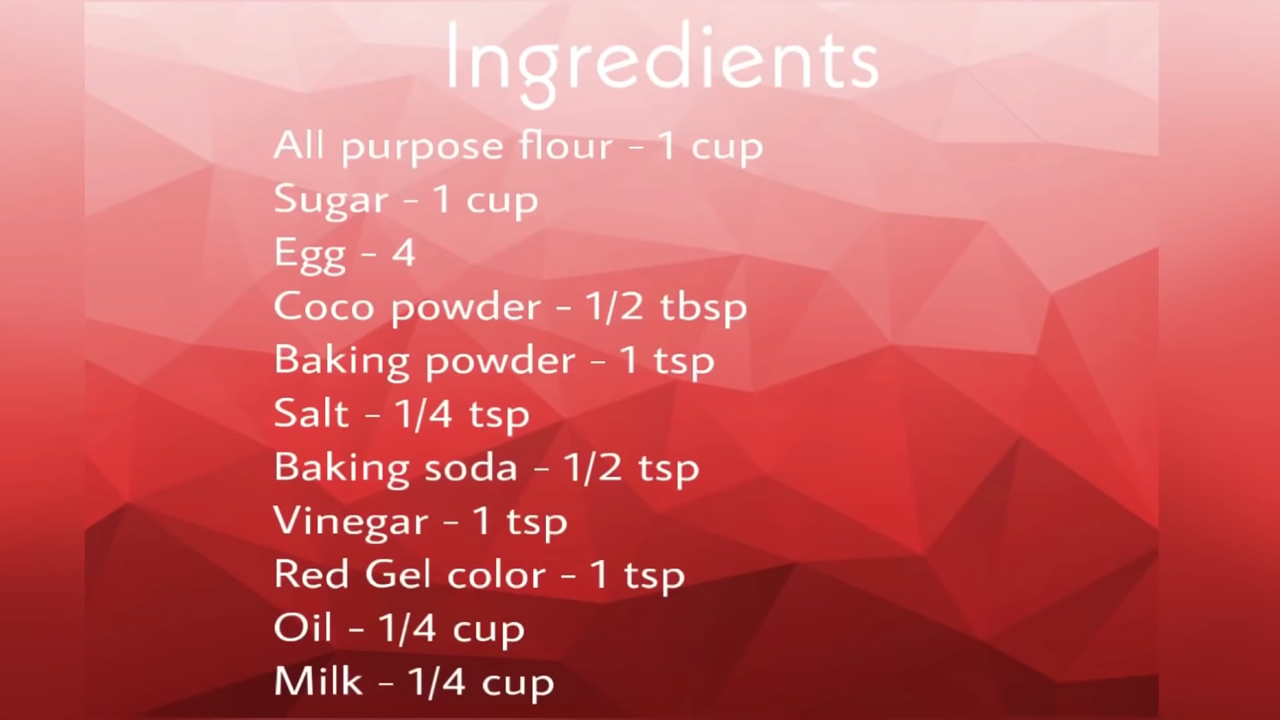 Ingredients
All purpose flour - 1 cup
Sugar - 1 cup
Egg - 4
Coco powder - 1/2 tbsp
Baking powder - 1 tsp
Salt - 1/4 tsp
Baking soda - 1/2 tsp
Vinegar - 1 tsp
Red Gel color - 1 tsp
Oil - 1/4 cup
Milk - 1/4 cup